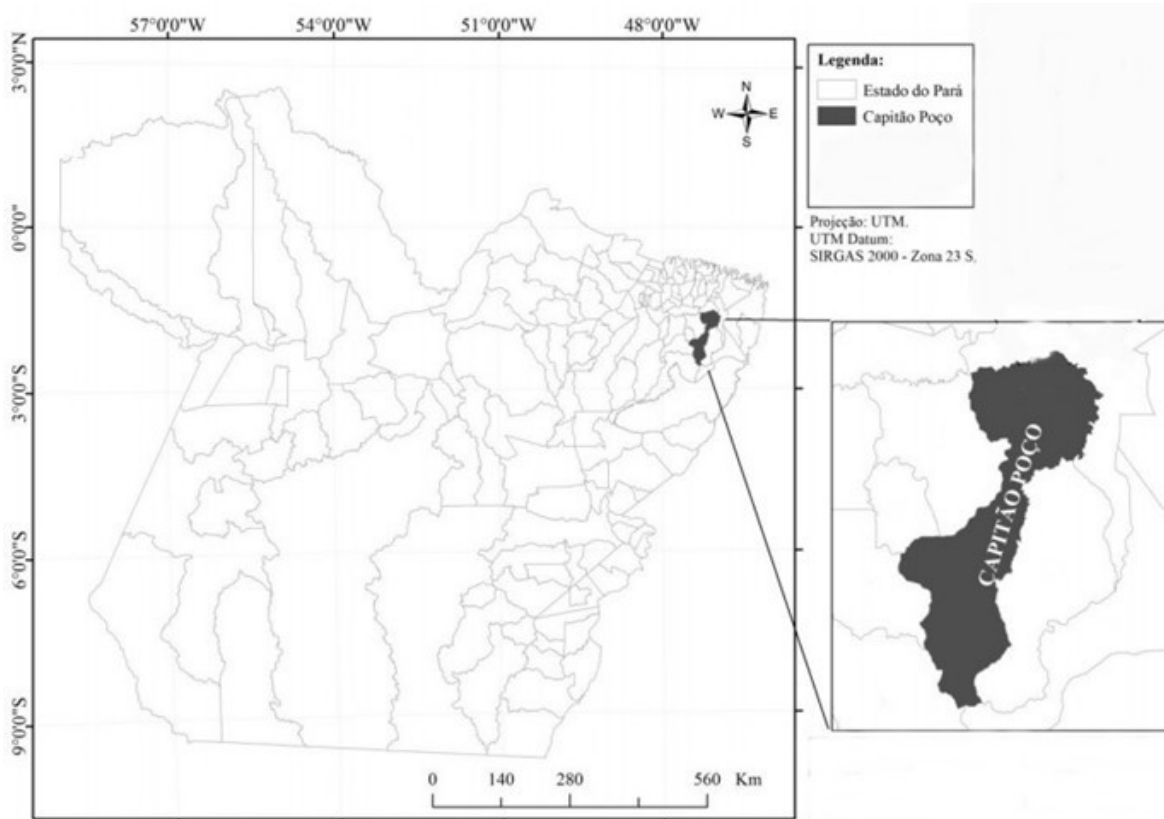 57°0'0"W 54°0'0"W 51°0'0"W 48°0'0"W
3°0'0"N
0°0'0"
3°0'0"S
6°0'0"S
9°0'0"S
N
W E
S
0 140 280 560 Km
Legenda:
Estado do Pará
Capitão Poço
Projeção: UTM.
UTM Datum:
SIRGAS 2000 - Zona 23 S.
CAPITÃO POÇO